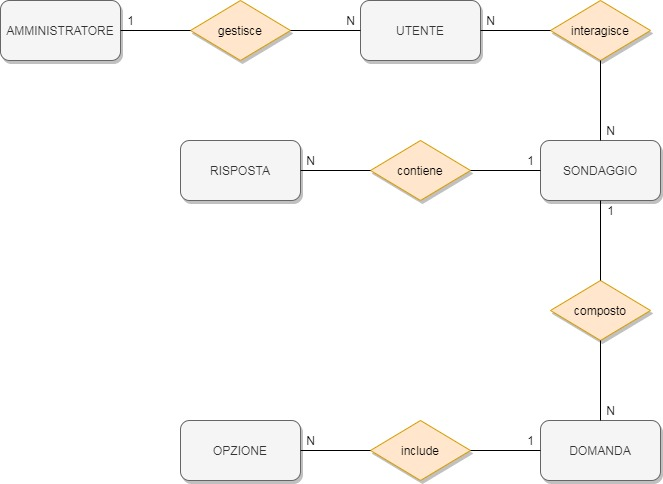 AMMINISTRATORE 1 gestisce N UTENTE N interagisce
N
RISPOSTA N contiene 1 SONDAGGIO
1
composto
N
OPZIONE N include 1 DOMANDA